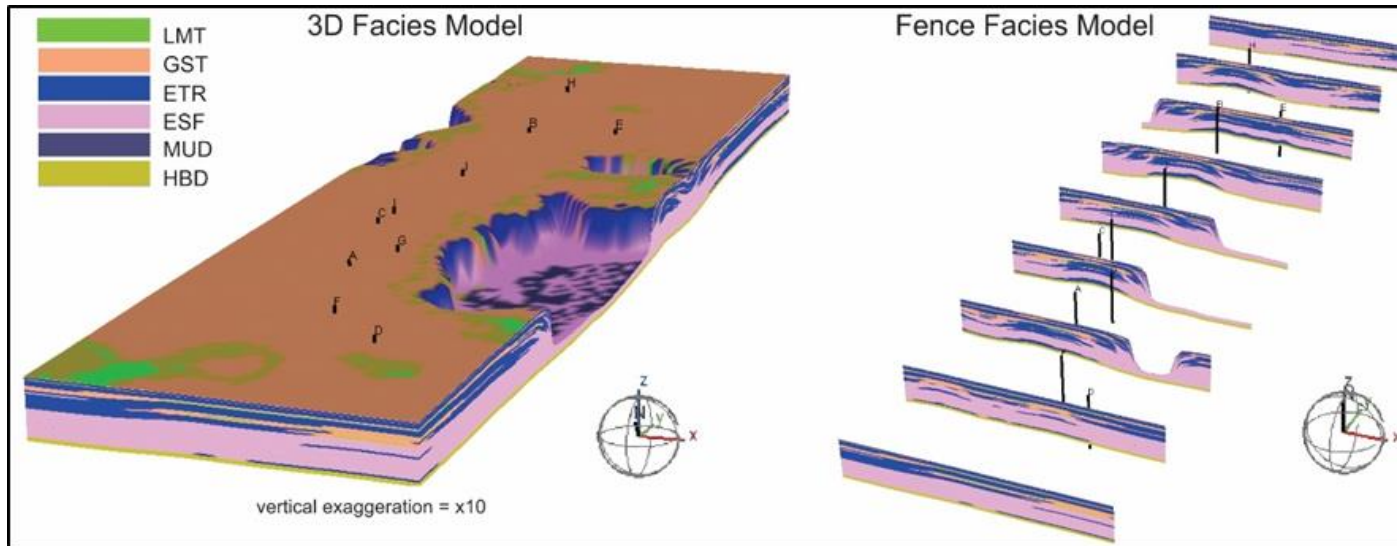 3D Facies Model
LMT
GST
ETR
ESF
MUD
HBD
H
B
E
J
I
C
G
A
F
D
Z
N
Y
X
vertical exaggeration = x10
Fence Facies Model
H
B
E
C
A
D
Z
Y
X